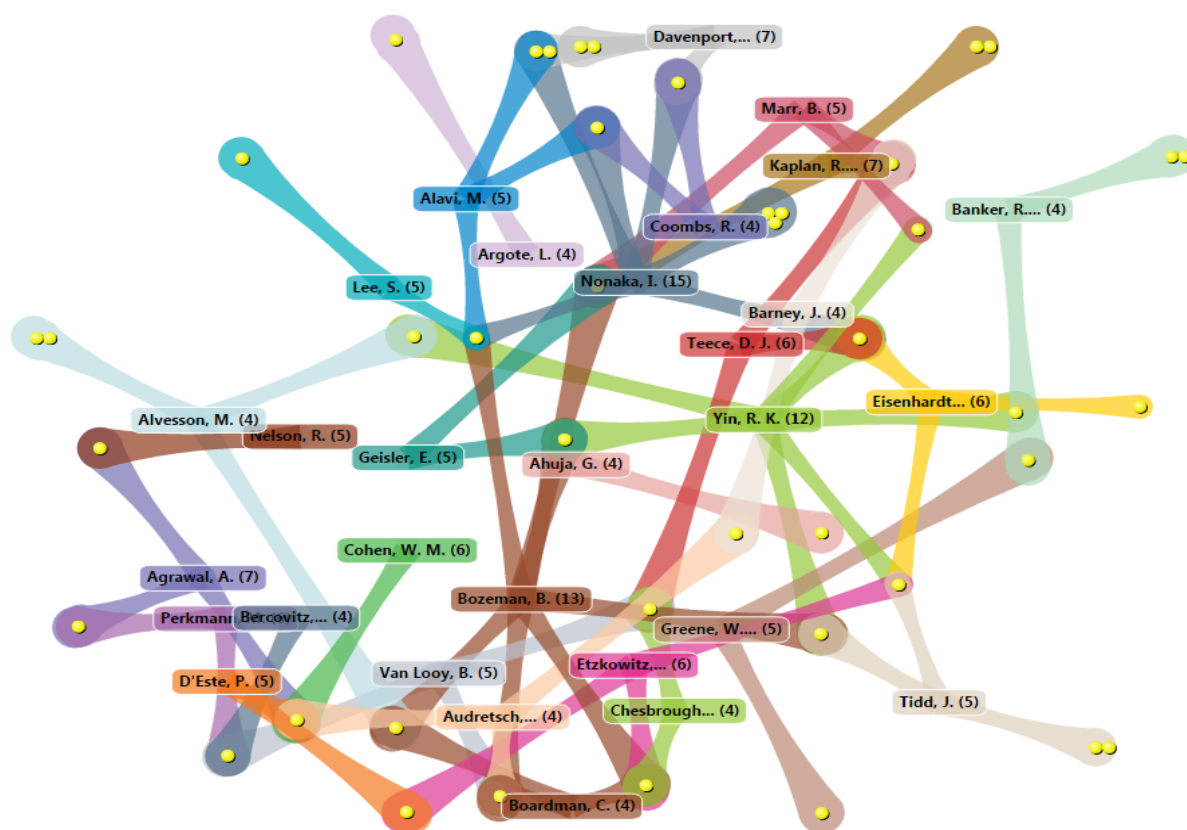 Davenport,... (7)
Marr, B. (5)
Kaplan, R.... (7)
Alavi, M. (5)
Banker, R.... (4)
Coombs, R. (4)
Argote, L. (4)
Nonaka, I. (15)
Lee, S. (5)
Barney, J. (4)
Teece, D. J. (6)
Eisenhardt... (6)
Alvesson, M. (4)
Yin, R. K. (12)
Nelson, R. (5)
Geisler, E. (5)
Ahuja, G. (4)
Cohen, W. M. (6)
Agrawal, A. (7)
Bozeman, B. (13)
Perkmann
Bercovitz,... (4)
Greene, W.... (5)
Etzkowitz,... (6)
Van Looy, B. (5)
D'Este, P. (5)
Tidd, J. (5)
Chesbrough... (4)
Audretsch,... (4)
Boardman, C. (4)